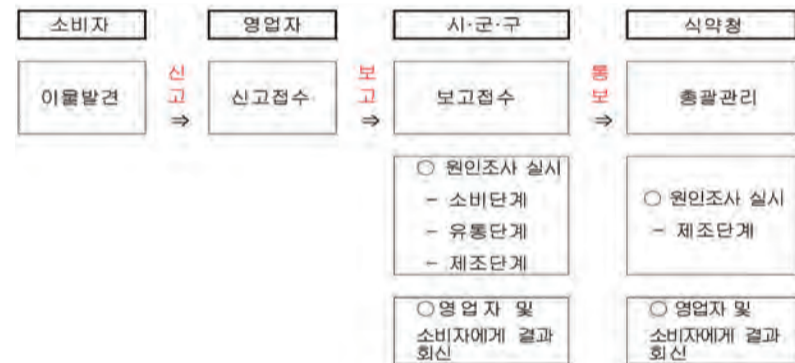 소비자 영업자 시·군·구 식약청
이물발견 신고⇒ 신고접수 보고⇒ 보고접수 통보⇒ 총괄관리
○ 원인조사 실시
- 소비단계
- 유통단계
- 제조단계
○ 원인조사 실시
- 제조단계
○영업자 및
소비자에게 결과
회신
○ 영업자 및
소비자에게 결과
회신